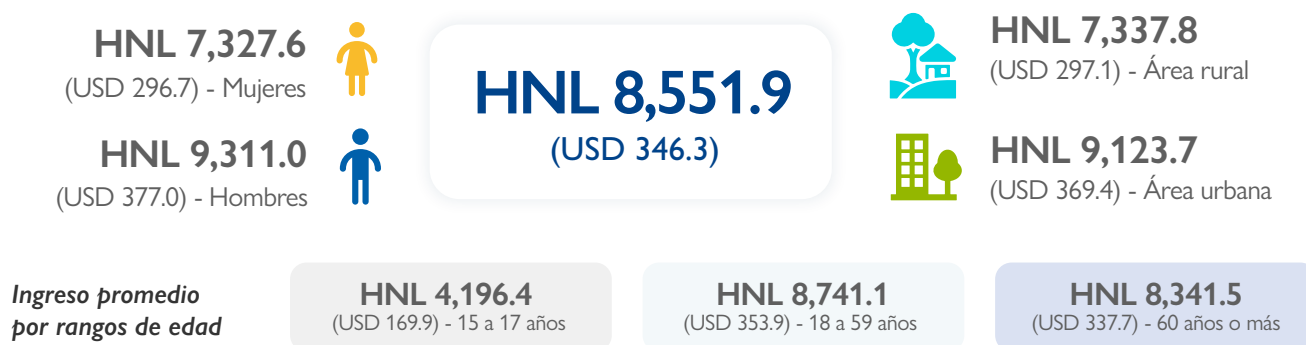 HNL 7,327.6
(USD 296.7) - Mujeres
HNL 9,311.0
(USD 377.0) - Hombres
HNL 8,551.9
(USD 346.3)
HNL 7,337.8
(USD 297.1) - Área rural
HNL 9,123.7
(USD 369.4) - Área urbana
Ingreso promedio
por rangos de edad
HNL 4,196.4
(USD 169.9) - 15 a 17 años
HNL 8,741.1
(USD 353.9) - 18 a 59 años
HNL 8,341.5
(USD 337.7) - 60 años o más